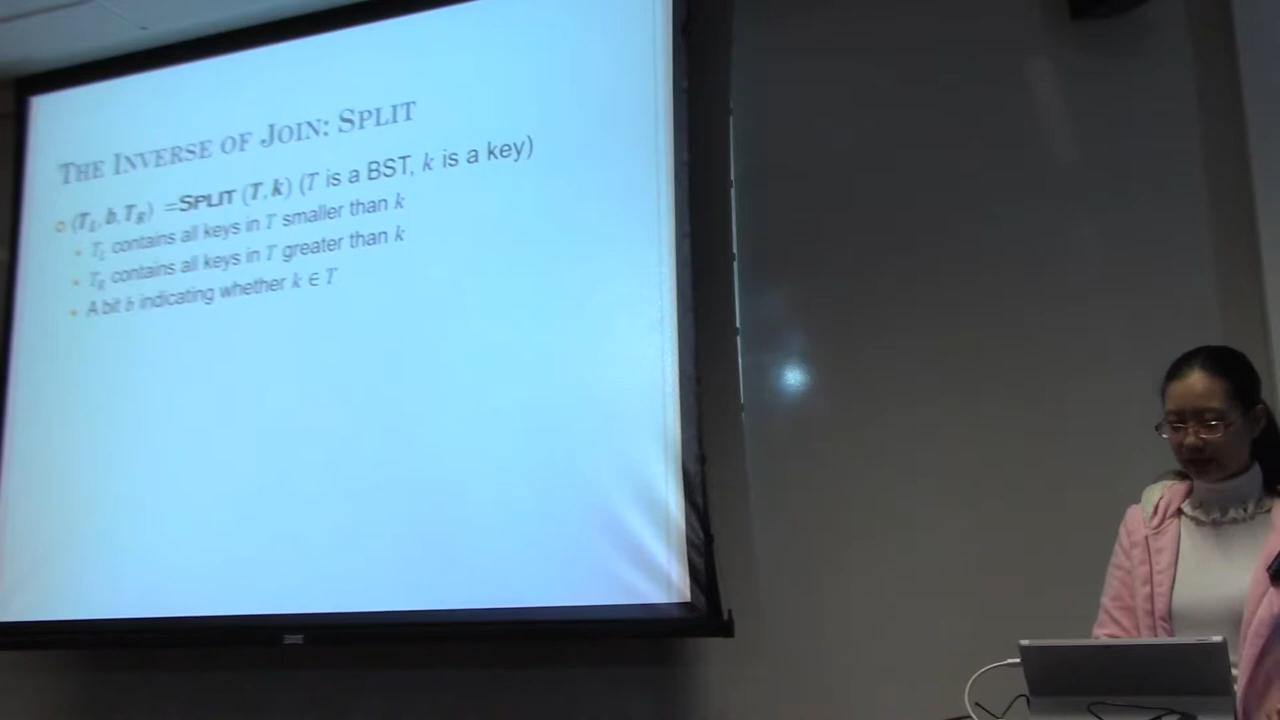 THE INVERSE OF JOIN: SPLIT
(T_L, b, T_R) =SPLIT (T, k) (T is a BST, k is a key)
T_L contains all keys in T smaller than k
T_R contains all keys in T greater than k
A bit b indicating whether k ∈ T